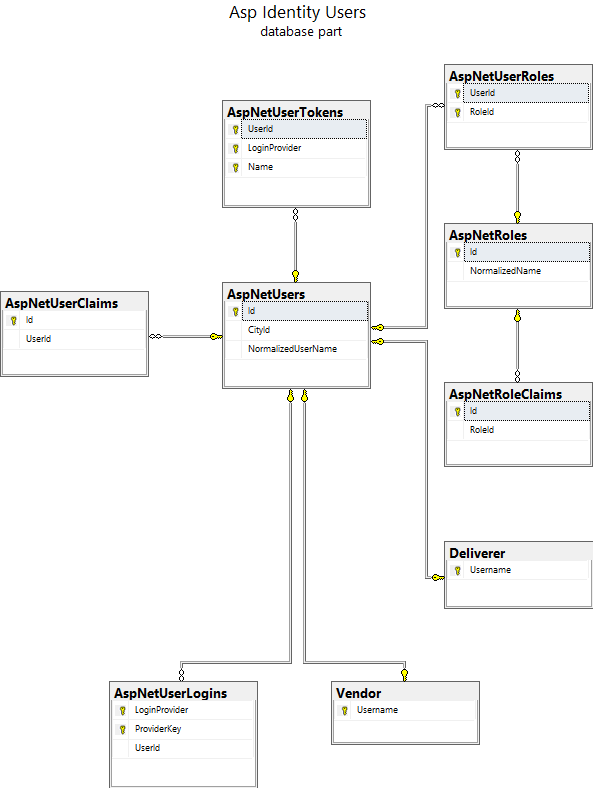 Asp Identity Users
database part
AspNetUserRoles
UserId
RoleId
AspNetUserTokens
UserId
LoginProvider
Name
AspNetRoles
Id
NormalizedName
AspNetUsers
Id
CityId
NormalizedUserName
AspNetUserClaims
Id
UserId
AspNetRoleClaims
Id
RoleId
Deliverer
Username
AspNetUserLogins
LoginProvider
ProviderKey
UserId
Vendor
Username